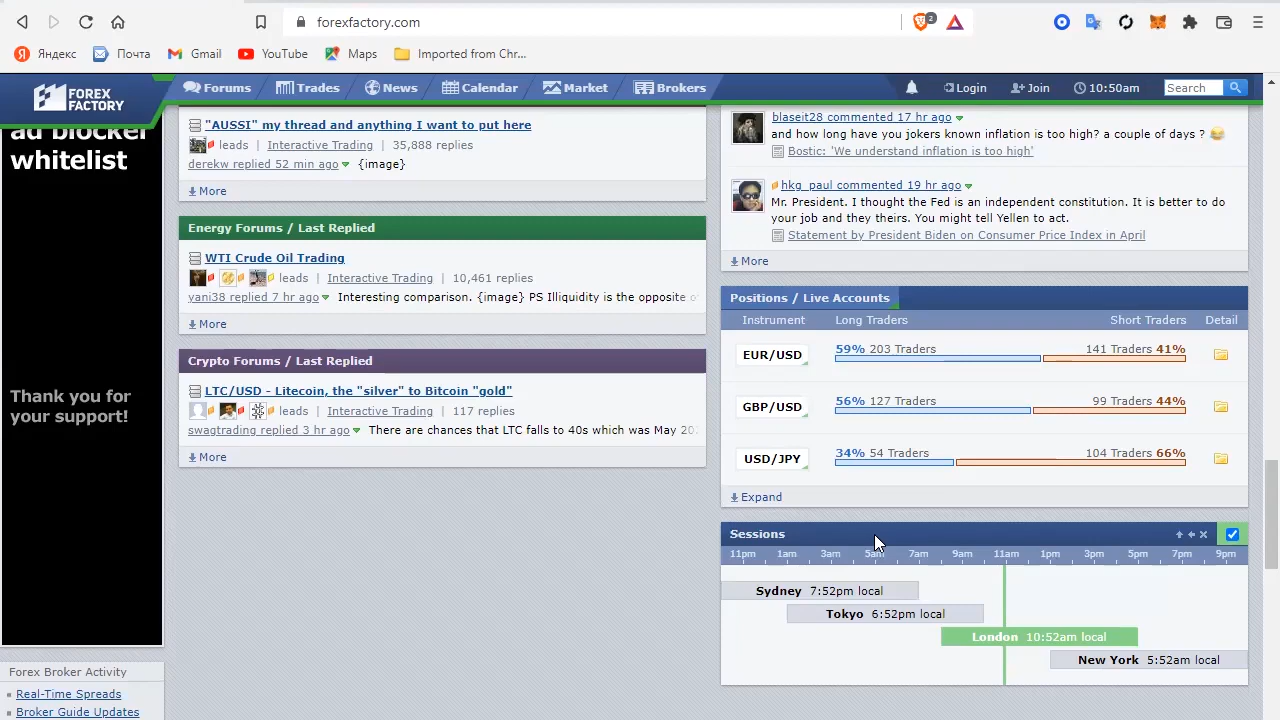 forexfactory.com
2
Яндекс
Почта
Gmail
YouTube
Maps
Imported from Chr...
FOREX
FACTORY
Forums
Trades
News
Calendar
Market
Brokers
Login
Join
10:50am
Search
ad blocker
whitelist
Thank you for
your support!
Forex Broker Activity
Real-Time Spreads
Broker Guide Updates
"AUSSI" my thread and anything I want to put here
leads | Interactive Trading | 35,888 replies
derekw replied 52 min ago {image}
More
Energy Forums / Last Replied
WTI Crude Oil Trading
leads | Interactive Trading | 10,461 replies
yani38 replied 7 hr ago Interesting comparison. {image} PS Illiquidity is the opposite
More
Crypto Forums / Last Replied
LTC/USD - Litecoin, the "silver" to Bitcoin "gold"
leads | Interactive Trading | 117 replies
swagtrading replied 3 hr ago There are chances that LTC falls to 40s which was May 20
More
blaseit28 commented 17 hr ago
and how long have you jokers known inflation is too high? a couple of days ?
Bostic: 'We understand inflation is too high'
hkg_paul commented 19 hr ago
Mr. President. I thought the Fed is an independent constitution. It is better to do
your job and they theirs. You might tell Yellen to act.
Statement by President Biden on Consumer Price Index in April
More
Positions / Live Accounts
Instrument Long Traders Short Traders Detail
EUR/USD 59% 203 Traders 141 Traders 41%
GBP/USD 56% 127 Traders 99 Traders 44%
USD/JPY 34% 54 Traders 104 Traders 66%
Expand
Sessions
11pm 1am 3am 5am 7am 9am 11am 1pm 3pm 5pm 7pm 9pm
Sydney 7:52pm local
Tokyo 6:52pm local
London 10:52am local
New York 5:52am local